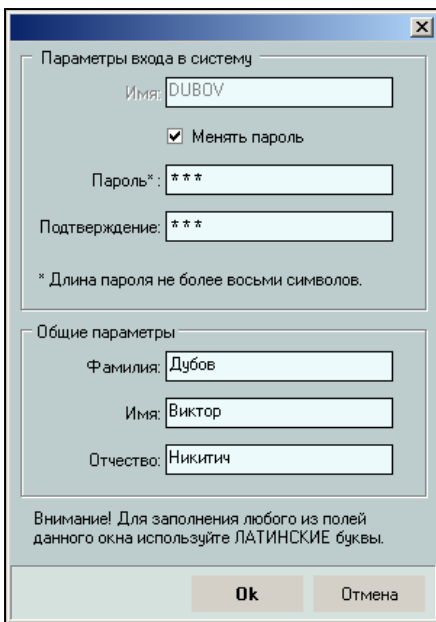 Параметры входа в систему
Имя: DUBOV
Менять пароль
Пароль* : ***
Подтверждение: ***
* Длина пароля не более восьми символов.
Общие параметры
Фамилия: Дубов
Имя: Виктор
Отчество: Никитич
Внимание! Для заполнения любого из полей
данного окна используйте ЛАТИНСКИЕ буквы.
Ok Отмена